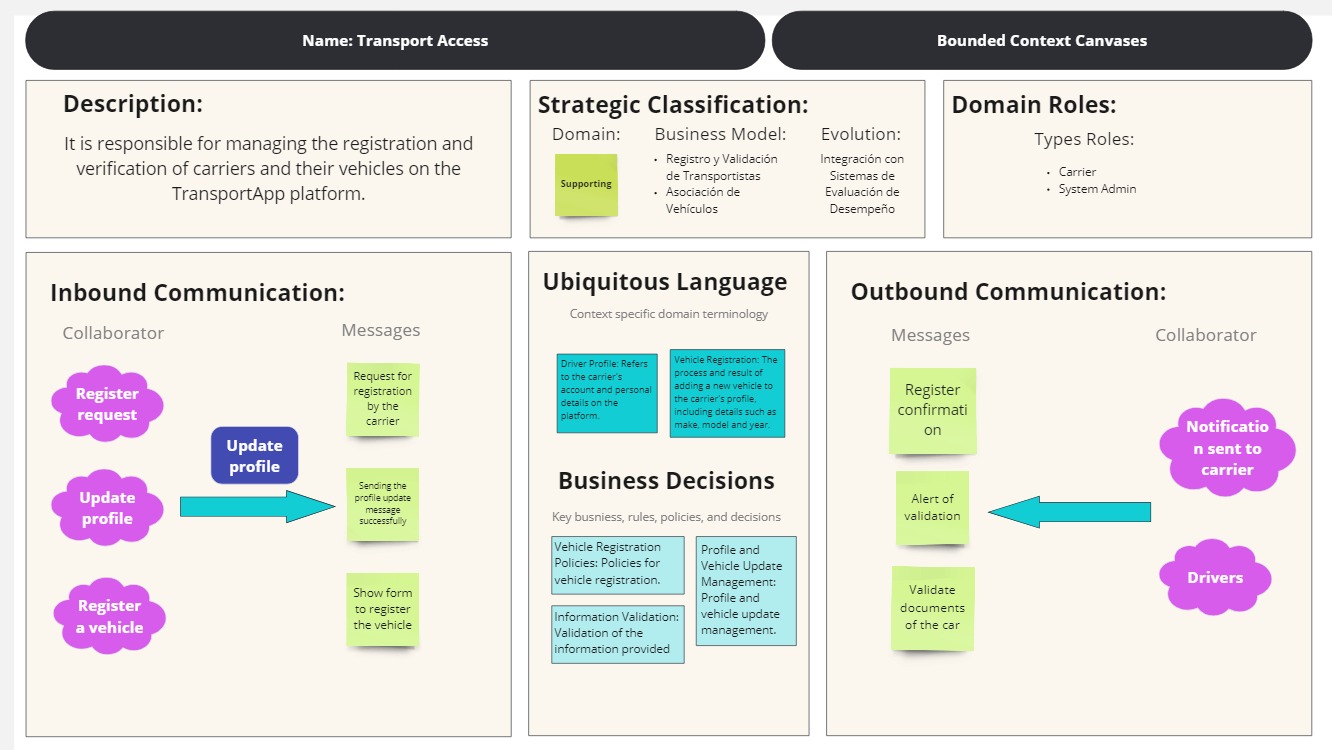 Name: Transport Access
Bounded Context Canvases
Description:
It is responsible for managing the registration and
verification of carriers and their vehicles on the
TransportApp platform.
Strategic Classification:
Domain:
Supporting
Business Model:
• Registro y Validación
de Transportistas
• Asociación de
Vehículos
Evolution:
Integración con
Sistemas de
Evaluación de
Desempeño
Domain Roles:
Types Roles:
• Carrier
• System Admin
Inbound Communication:
Collaborator
Messages
Register
request
Update
profile
Register
a vehicle
Update
profile
Request for
registration
by the
carrier
Sending the
profile update
message
successfully
Show form
to register
the vehicle
Ubiquitous Language
Context specific domain terminology
Driver Profile: Refers
to the carrier's
account and personal
details on the
platform.
Vehicle Registration: The
process and result of
adding a new vehicle to
the carrier's profile,
including details such as
make, model and year.
Business Decisions
Key busniess, rules, policies, and decisions
Vehicle Registration
Policies: Policies for
vehicle registration.
Information Validation:
Validation of the
information provided
Profile and
Vehicle Update
Management:
Profile and
vehicle update
management.
Outbound Communication:
Messages
Collaborator
Register
confirmati
on
Alert of
validation
Validate
documents
of the car
Notificatio
n sent to
carrier
Drivers